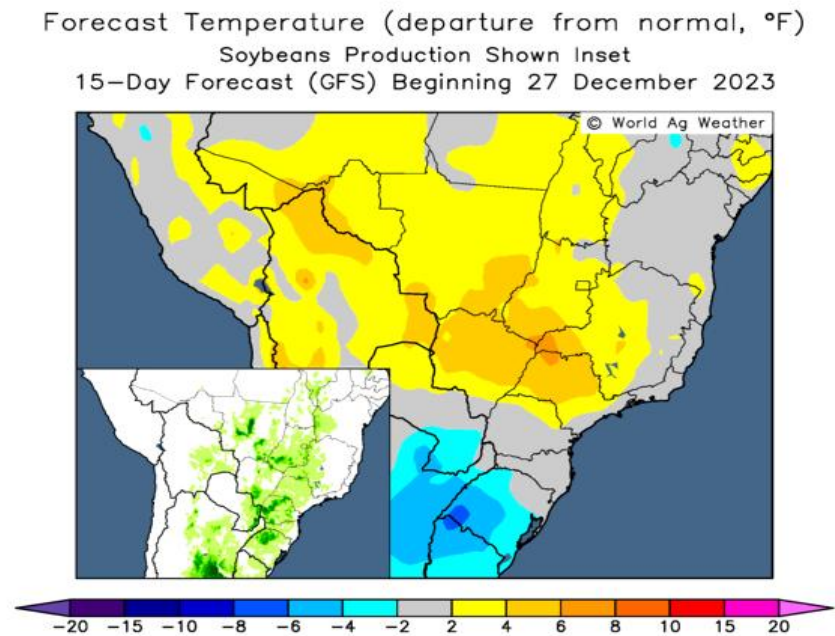 Forecast Temperature (departure from normal, °F)
Soybeans Production Shown Inset
15-Day Forecast (GFS) Beginning 27 December 2023
© World Ag Weather
-20 -15 -10 -8 -6 -4 -2 2 4 6 8 10 15 20